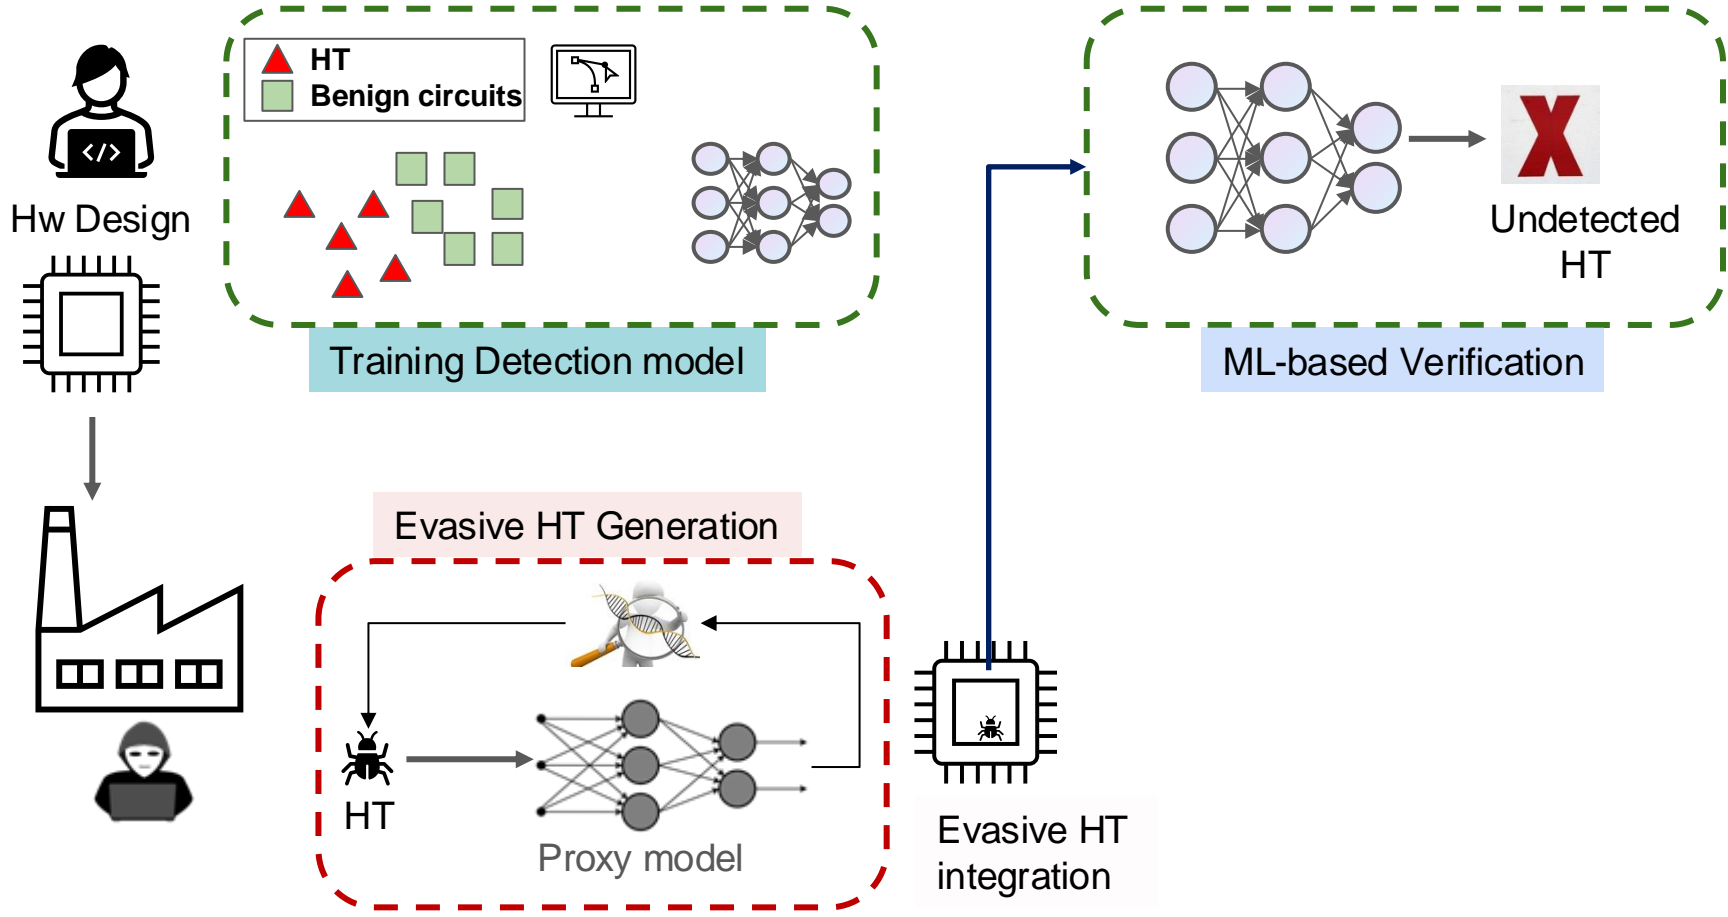 HT
Benign circuits
</>
Hw Design
Training Detection model
Undetected
HT
ML-based Verification
Evasive HT Generation
HT
Proxy model
Evasive HT
integration